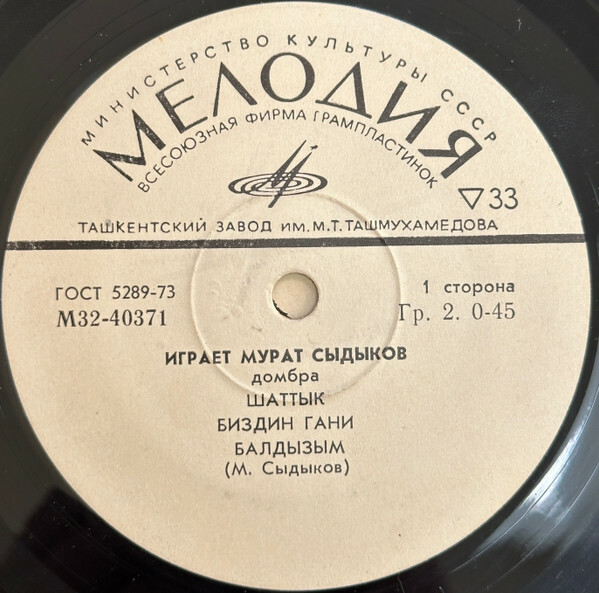 МИНИСТЕРСТВО КУЛЬТУРЫ СССР
МЕЛОДИЯ
ВСЕСОЮЗНАЯ ФИРМА ГРАМПЛАСТИНОК
▽33
ТАШКЕНТСКИЙ ЗАВОД ИМ. М.Т. ТАШМУХАМЕДОВА
ГОСТ 5289-73
М32-40371
1 сторона
Гр. 2. 0-45
ИГРАЕТ МУРАТ СЫДЫКОВ
домбра
ШАТТЫК
БИЗДИН ГАНИ
БАЛДЫЗЫМ
(М. Сыдыков)